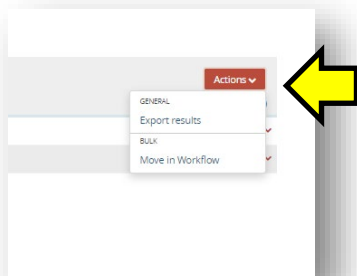 Actions
GENERAL
Export results
BULK
Move in Workflow